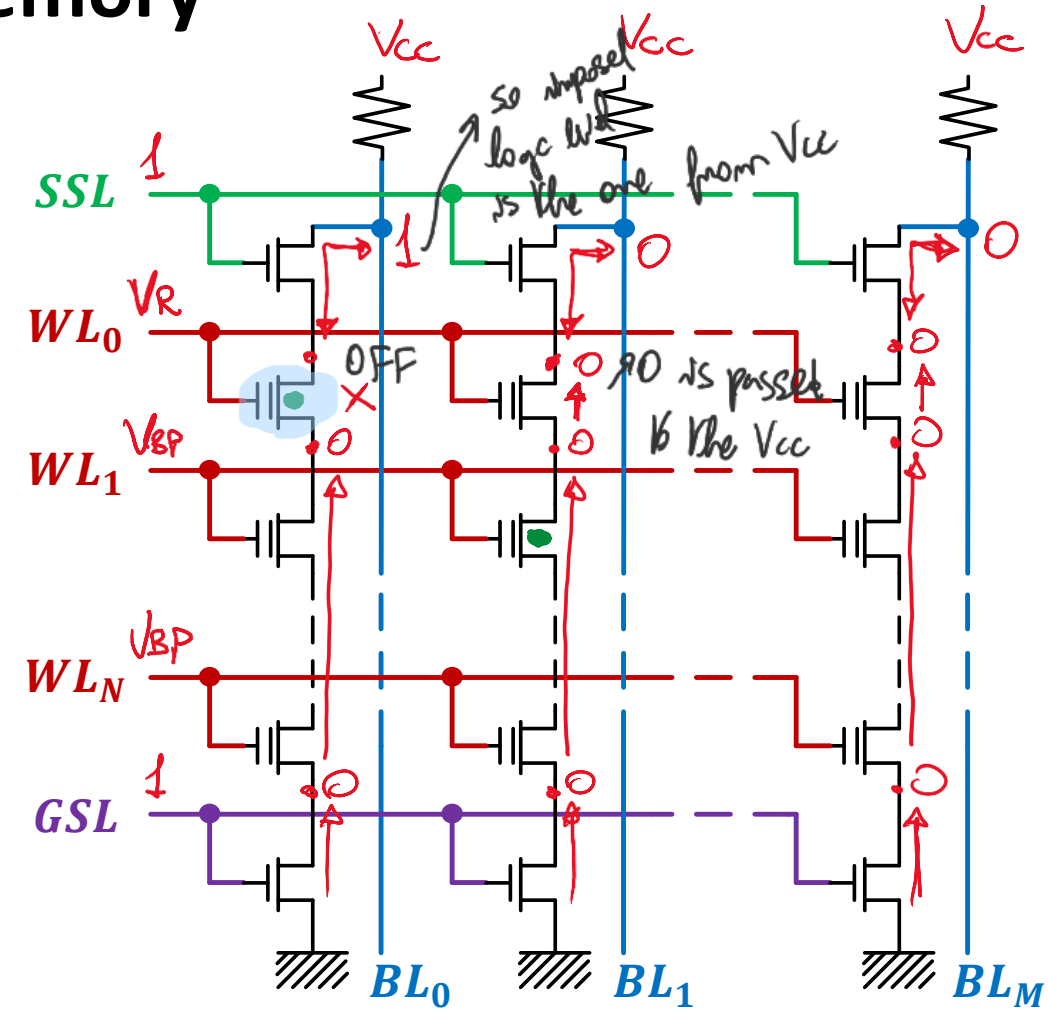 emory
Vcc Vcc Vcc
so imposed
logic lvl
is the one from Vcc
1
SSL
1 0 0
VR
WL0
OFF
X
0 → 0 is passed
to the Vcc
0
VBP
0 0 0
WL1
VBP
WLN
1
0 0 0
GSL
BL0 BL1 BLM